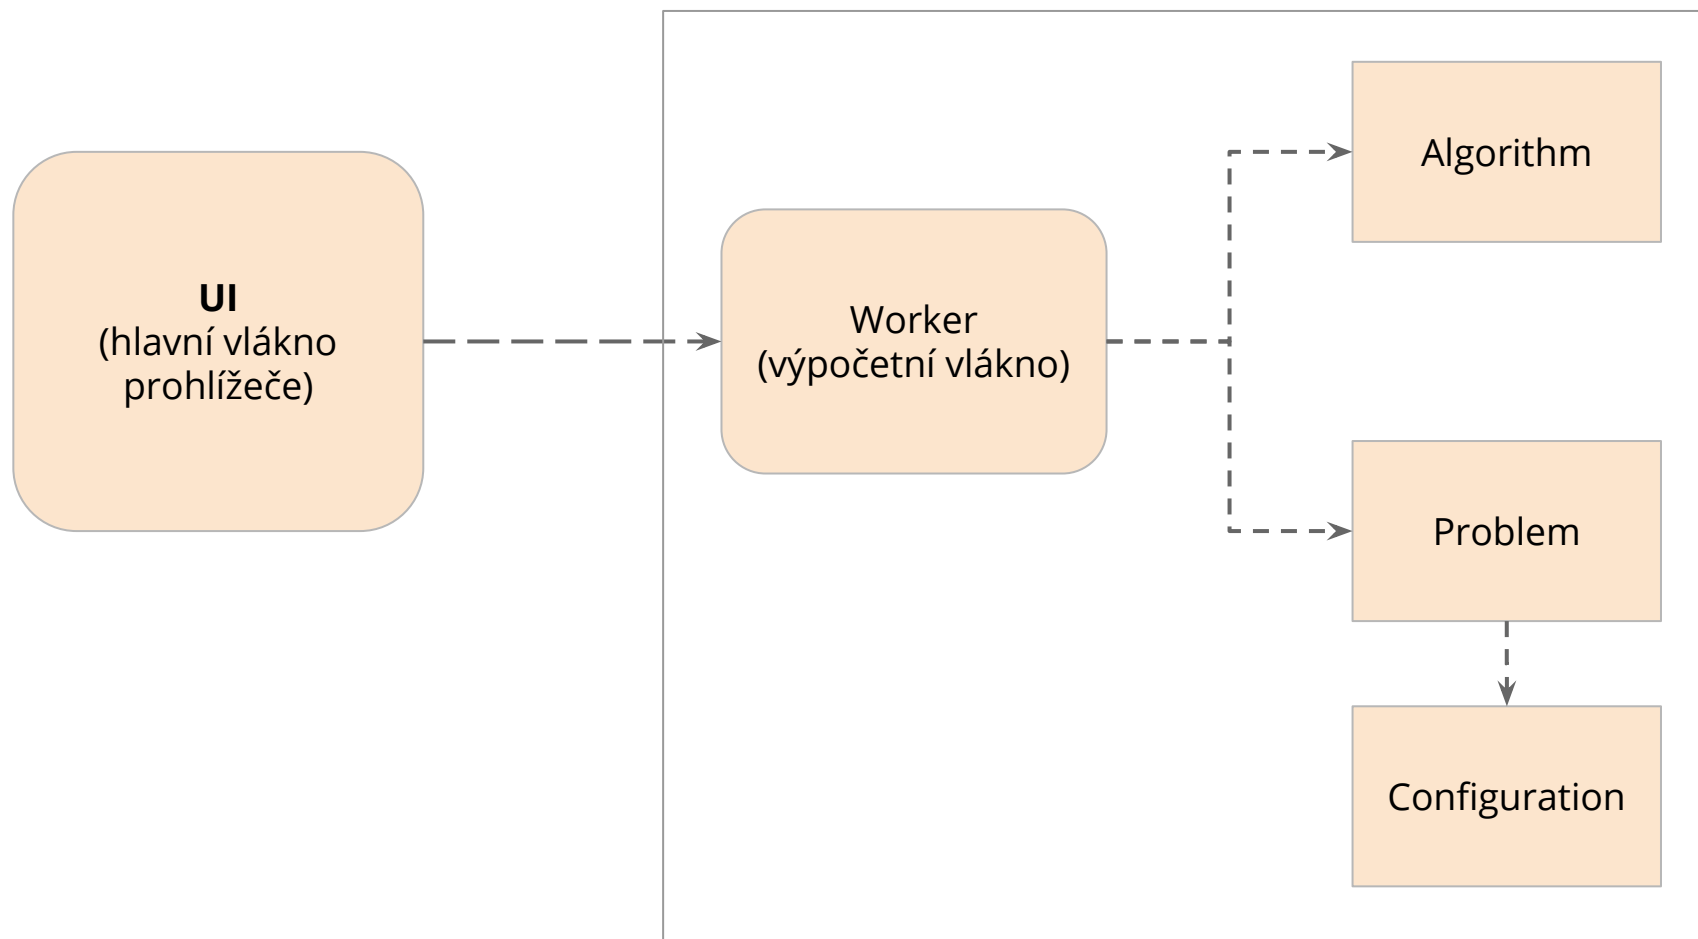 UI
(hlavní vlákno
prohlížeče)
Worker
(výpočetní vlákno)
Algorithm
Problem
Configuration